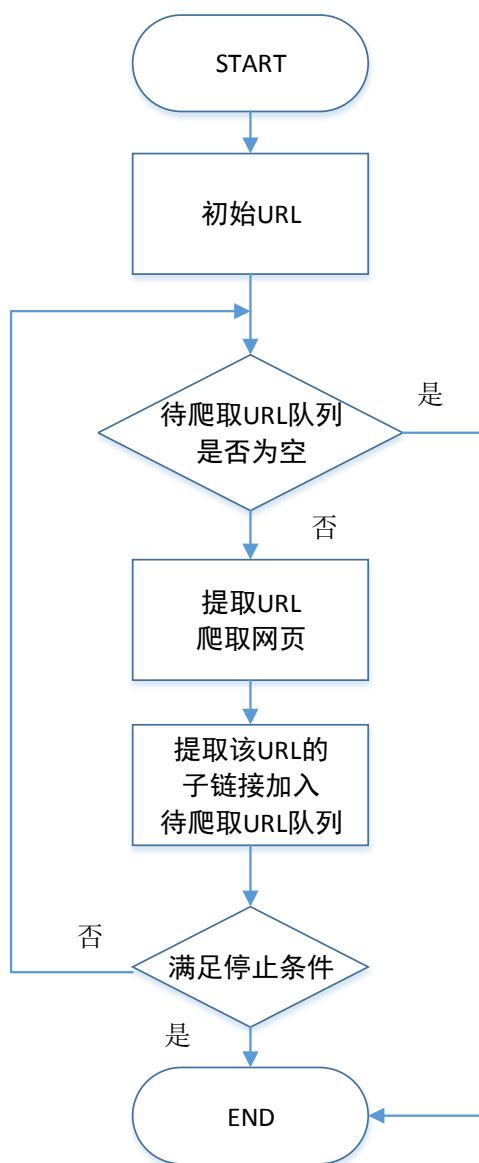 START
初始URL
待爬取URL队列
是否为空
是
否
提取URL
爬取网页
提取该URL的
子链接加入
待爬取URL队列
否
满足停止条件
是
END